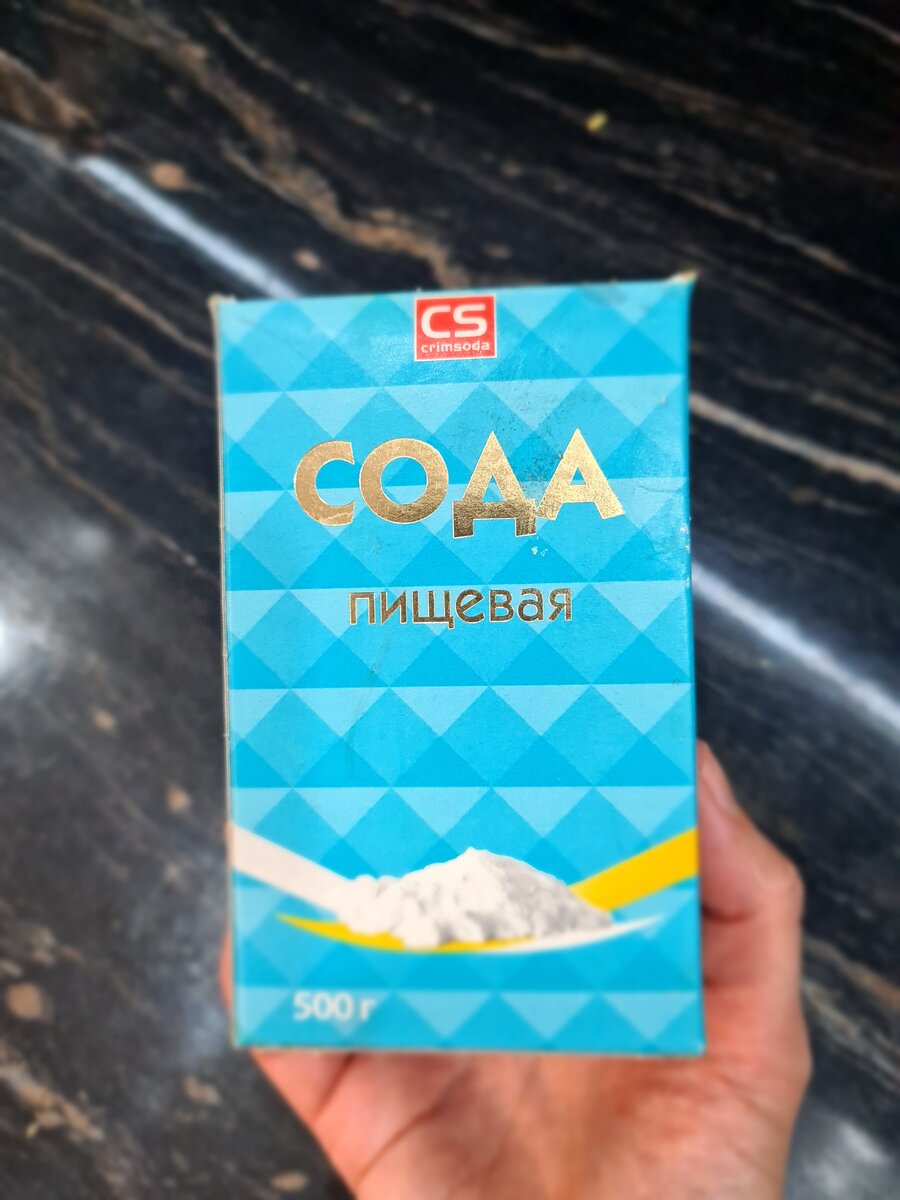 CS
crimsoda
СОДА
пищевая
500 г